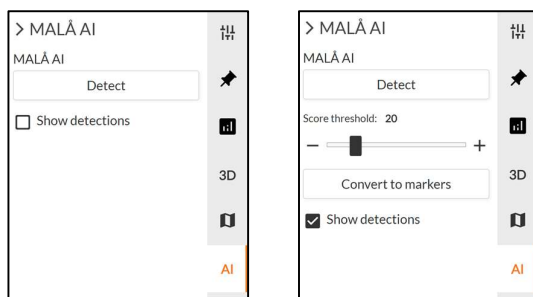 > MALÅ AI
MALÅ AI
Detect
Show detections
3D
AI
> MALÅ AI
MALÅ AI
Detect
Score threshold: 20
− +
Convert to markers
Show detections
3D
AI